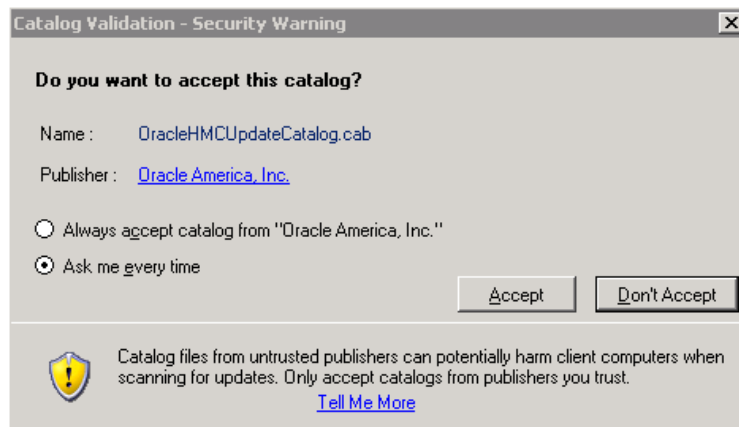 Catalog Validation - Security Warning
Do you want to accept this catalog?
Name : OracleHMCUpdateCatalog.cab
Publisher : Oracle America, Inc.
Always accept catalog from "Oracle America, Inc."
Ask me every time
Accept Don't Accept
Catalog files from untrusted publishers can potentially harm client computers when
scanning for updates. Only accept catalogs from publishers you trust.
Tell Me More